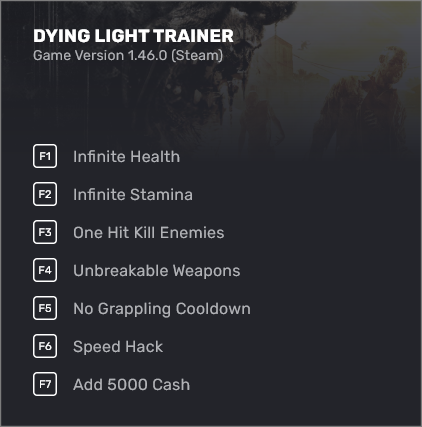 DYING LIGHT TRAINER
Game Version 1.46.0 (Steam)
F1 Infinite Health
F2 Infinite Stamina
F3 One Hit Kill Enemies
F4 Unbreakable Weapons
F5 No Grappling Cooldown
F6 Speed Hack
F7 Add 5000 Cash